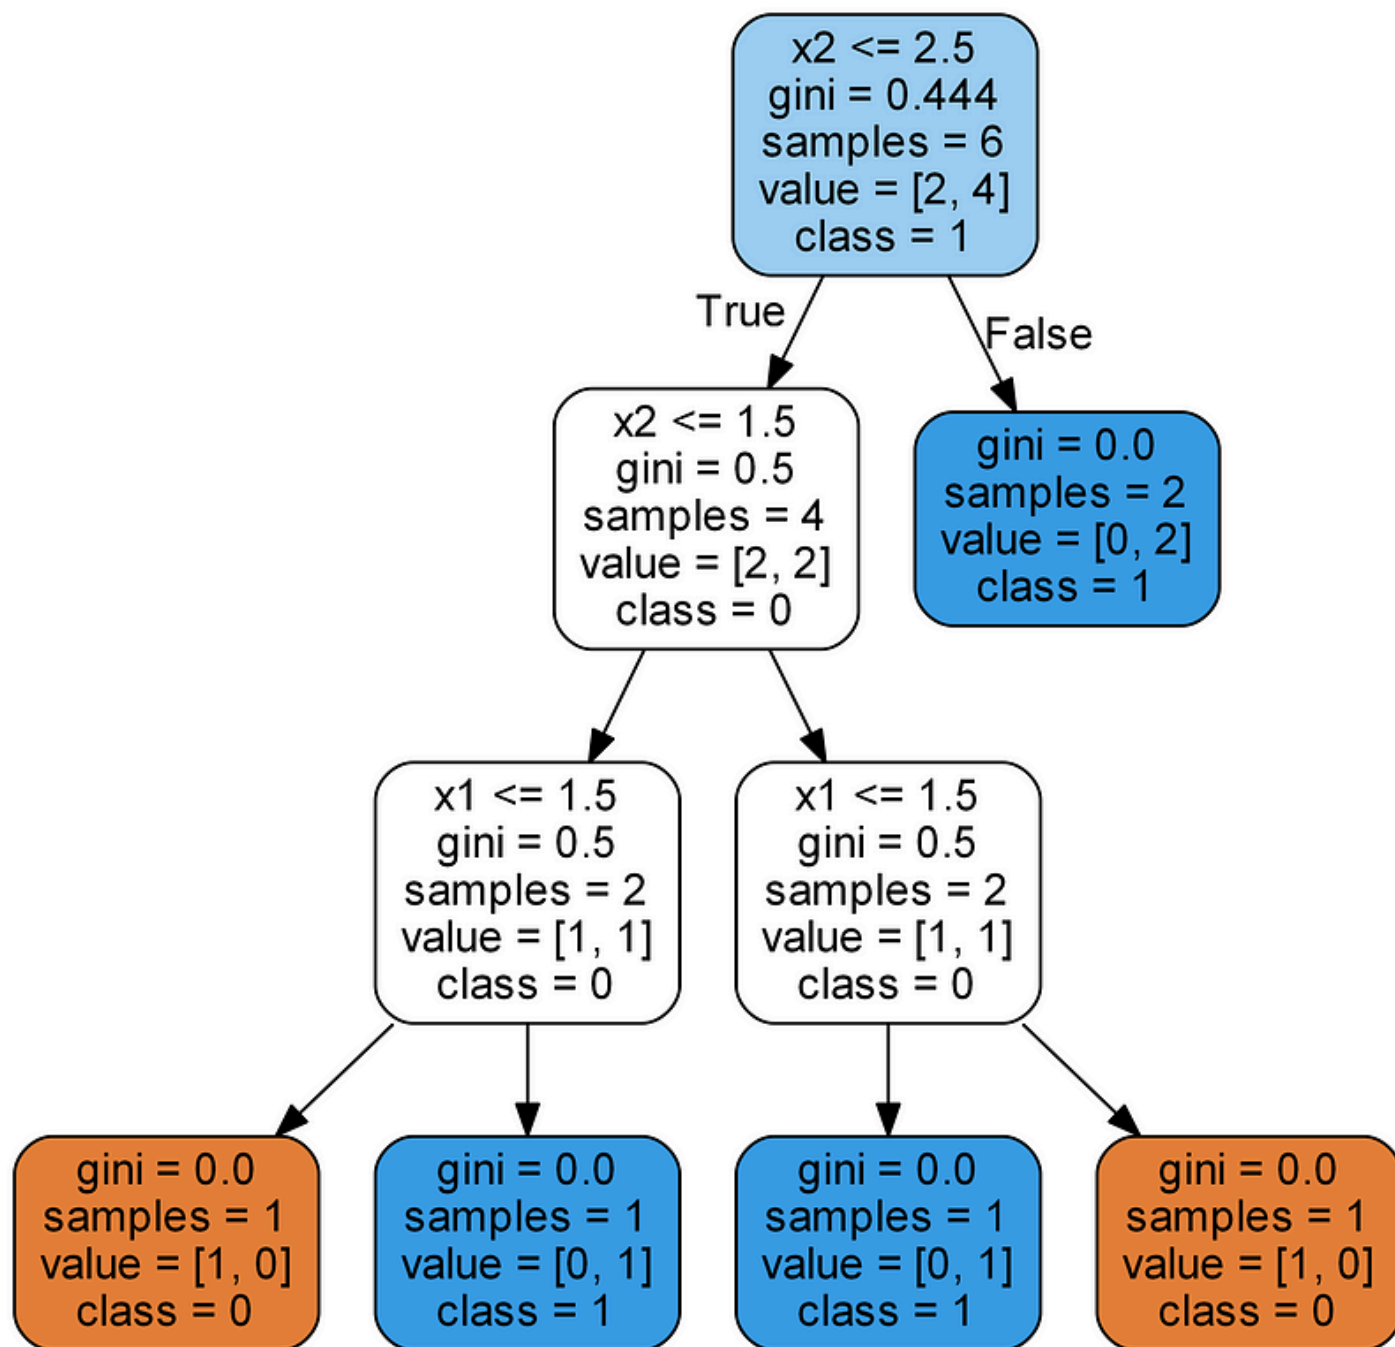 x2 <= 2.5
gini = 0.444
samples = 6
value = [2, 4]
class = 1
True
False
x2 <= 1.5
gini = 0.5
samples = 4
value = [2, 2]
class = 0
gini = 0.0
samples = 2
value = [0, 2]
class = 1
x1 <= 1.5
gini = 0.5
samples = 2
value = [1, 1]
class = 0
x1 <= 1.5
gini = 0.5
samples = 2
value = [1, 1]
class = 0
gini = 0.0
samples = 1
value = [1, 0]
class = 0
gini = 0.0
samples = 1
value = [0, 1]
class = 1
gini = 0.0
samples = 1
value = [0, 1]
class = 1
gini = 0.0
samples = 1
value = [1, 0]
class = 0